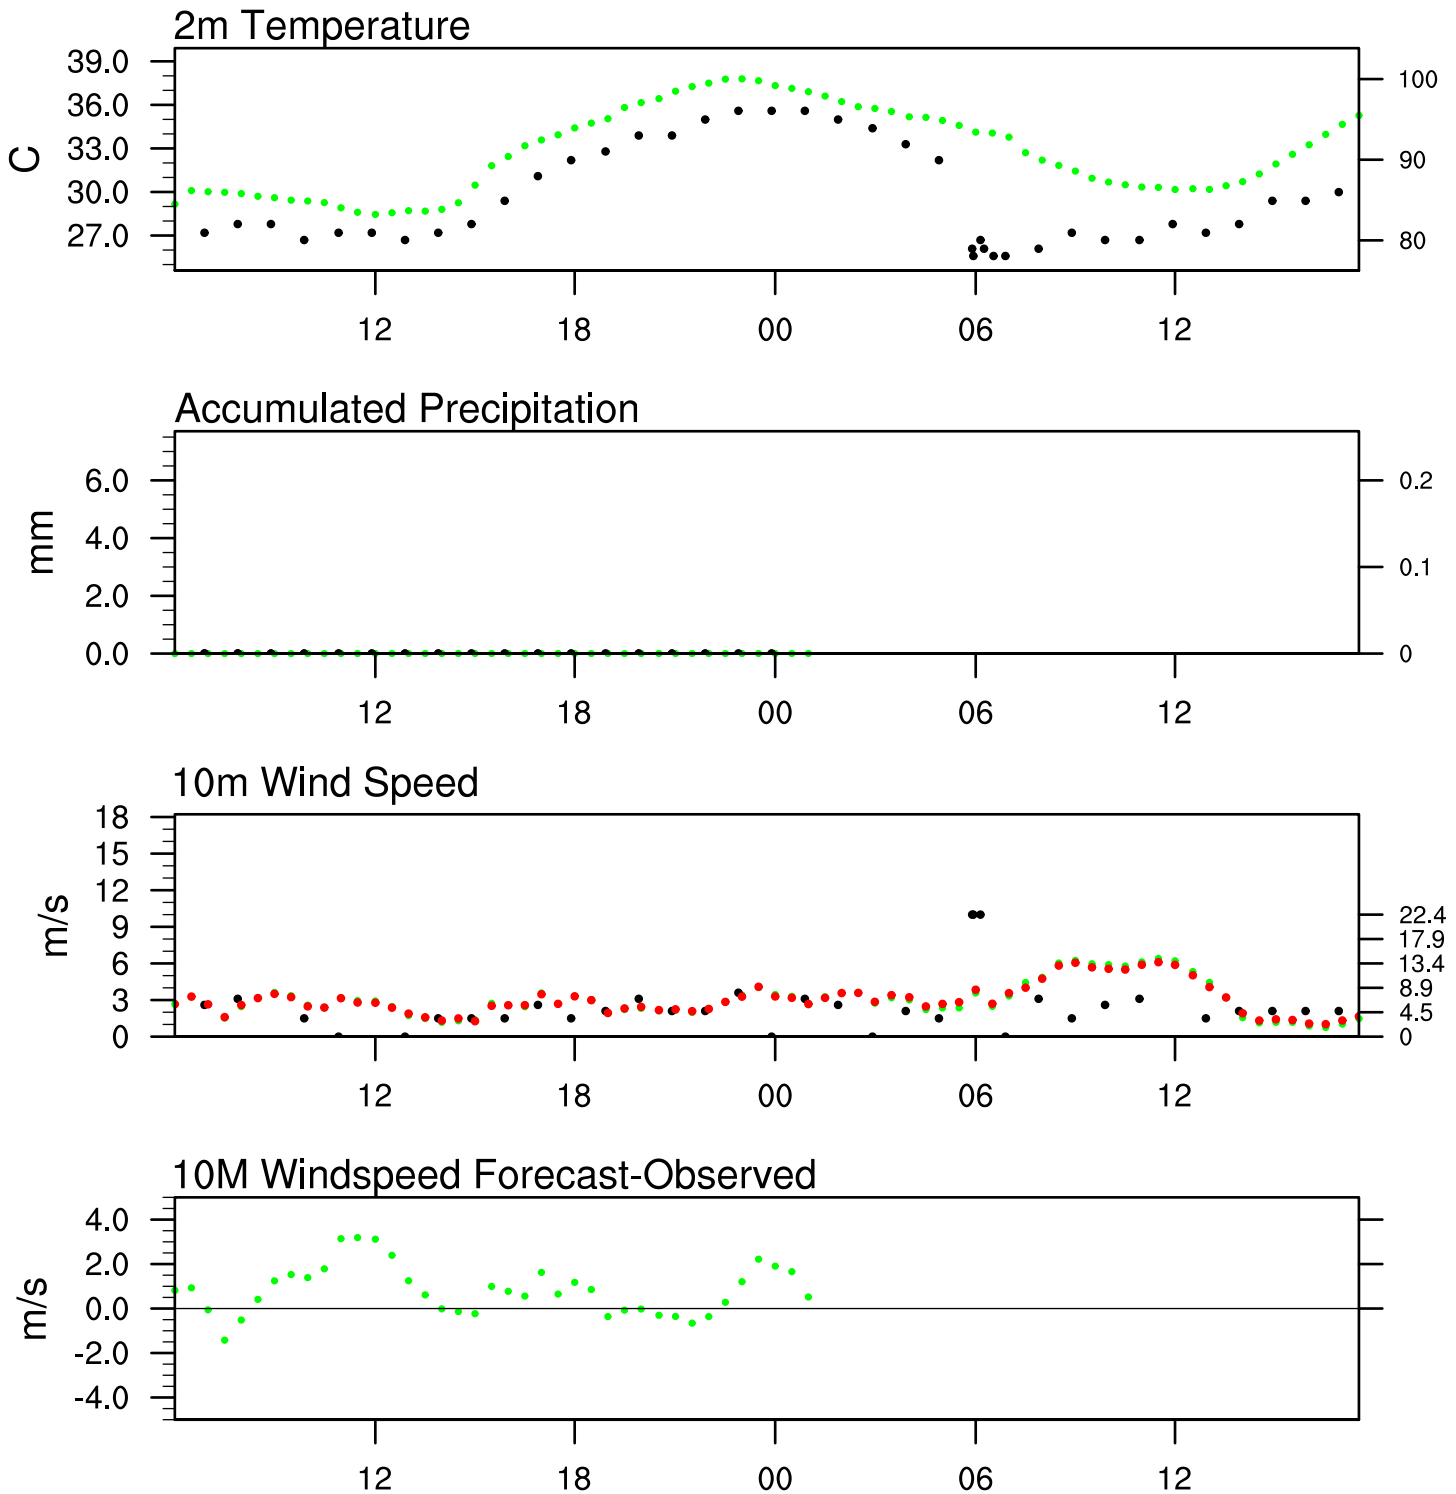 2m Temperature
39.0
36.0
33.0
30.0
27.0
C
100
90
80
12 18 00 06 12
Accumulated Precipitation
6.0
4.0
2.0
0.0
mm
0.2
0.1
0
12 18 00 06 12
10m Wind Speed
18
15
12
9
6
3
0
m/s
22.4
17.9
13.4
8.9
4.5
0
12 18 00 06 12
10M Windspeed Forecast-Observed
4.0
2.0
0.0
-2.0
-4.0
m/s
12 18 00 06 12